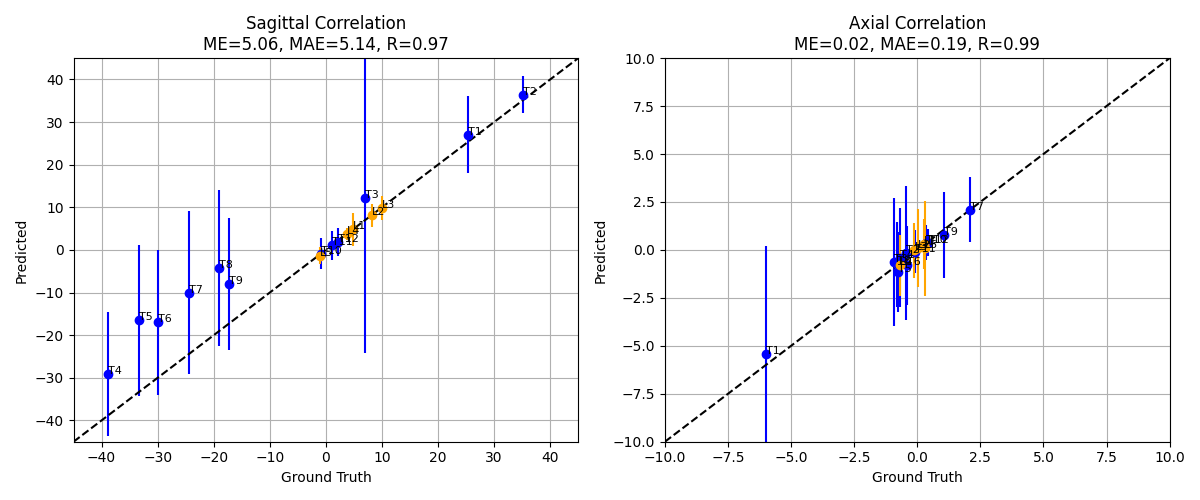 Sagittal Correlation
ME=5.06, MAE=5.14, R=0.97
Predicted
40
30
20
10
0
−10
−20
−30
−40
T2
T1
T3
L3
L2
L1
T8
T9
T7
T5
T6
T4
−40
−30
−20
−10
0
10
20
30
40
Ground Truth
Axial Correlation
ME=0.02, MAE=0.19, R=0.99
Predicted
10.0
7.5
5.0
2.5
0.0
−2.5
−5.0
−7.5
−10.0
T7
T9
T1
−10.0
−7.5
−5.0
−2.5
0.0
2.5
5.0
7.5
10.0
Ground Truth